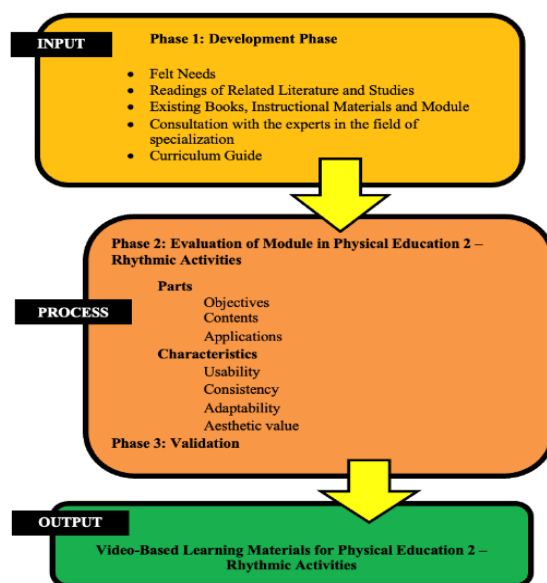 INPUT
Phase 1: Development Phase
• Felt Needs
• Readings of Related Literature and Studies
• Existing Books, Instructional Materials and Module
• Consultation with the experts in the field of
specialization
• Curriculum Guide
Phase 2: Evaluation of Module in Physical Education 2 –
Rhythmic Activities
Parts
Objectives
Contents
PROCESS
Applications
Characteristics
Usability
Consistency
Adaptability
Aesthetic value
Phase 3: Validation
OUTPUT
Video-Based Learning Materials for Physical Education 2 –
Rhythmic Activities